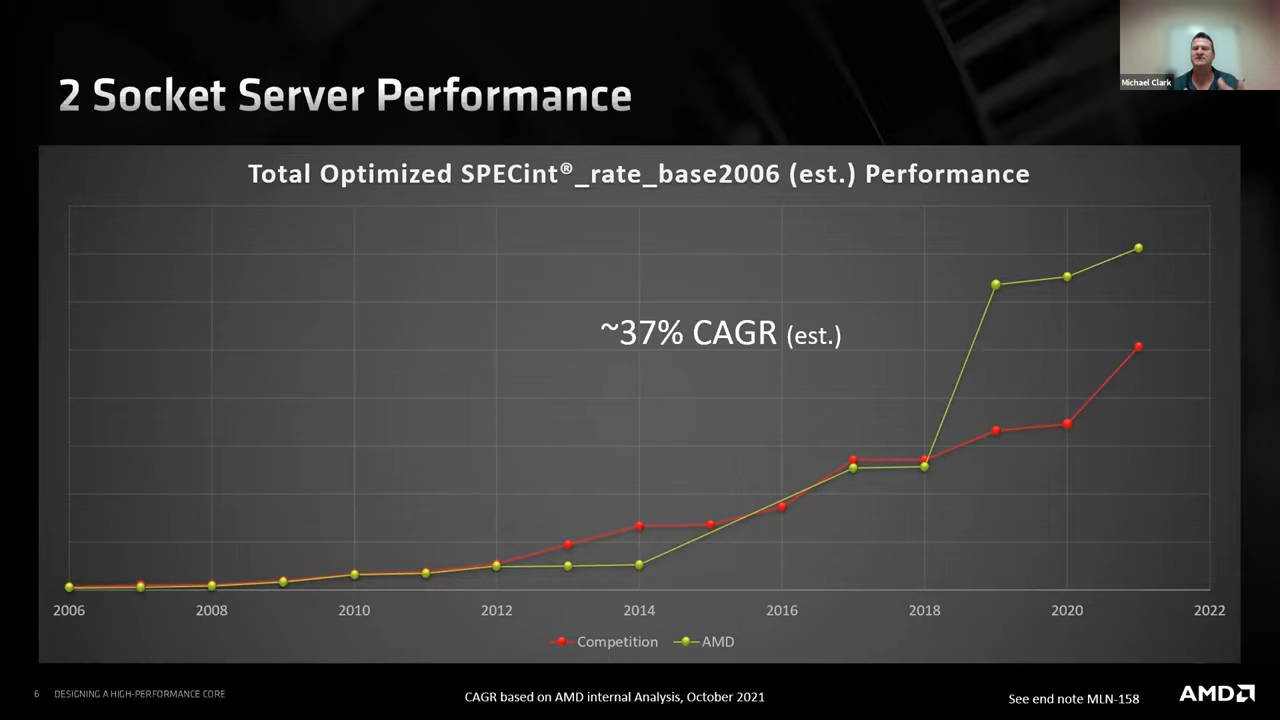 Michael Clark
2 Socket Server Performance
Total Optimized SPECint®_rate_base2006 (est.) Performance
~37% CAGR (est.)
2006 2008 2010 2012 2014 2016 2018 2020 2022
Competition AMD
6 DESIGNING A HIGH-PERFORMANCE CORE
CAGR based on AMD internal Analysis, October 2021
See end note MLN-158
AMD